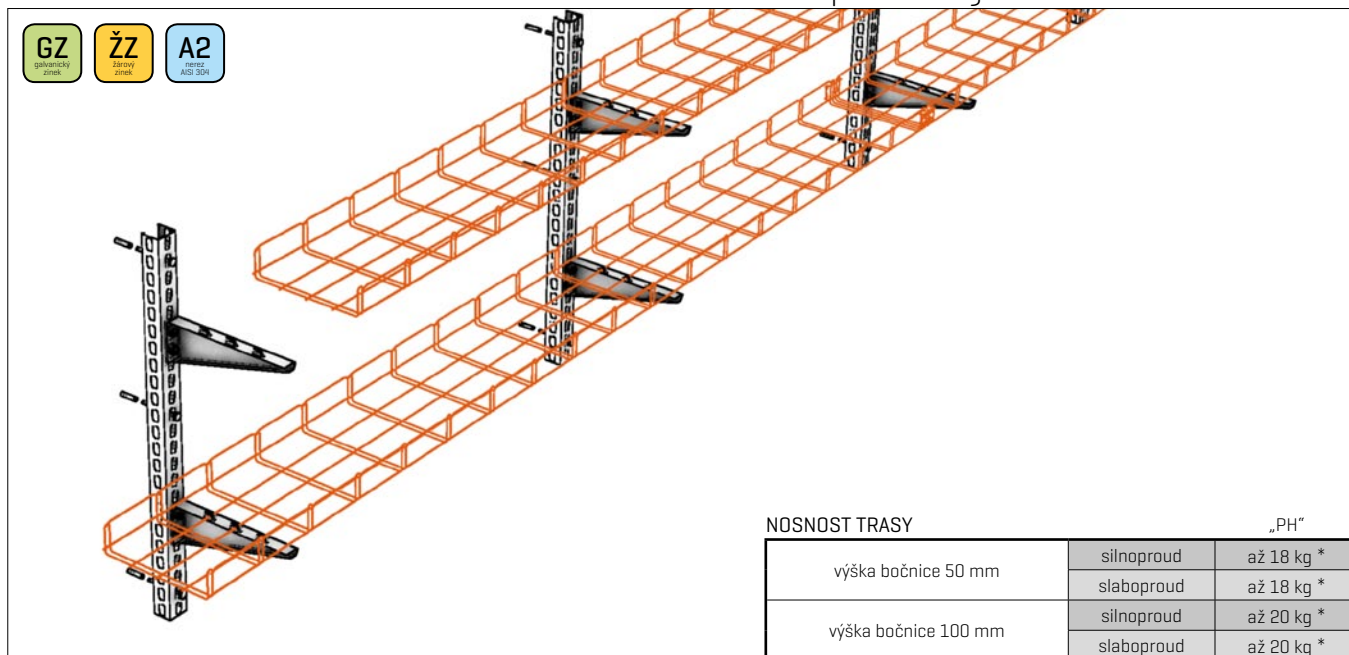 GZ
galvanický
zinek
ŽZ
žárový
zinek
A2
nerez
AISI 304
NOSNOST TRASY „PH“
výška bočnice 50 mm silnoproud až 18 kg *
slaboproud až 18 kg *
výška bočnice 100 mm silnoproud až 20 kg *
slaboproud až 20 kg *